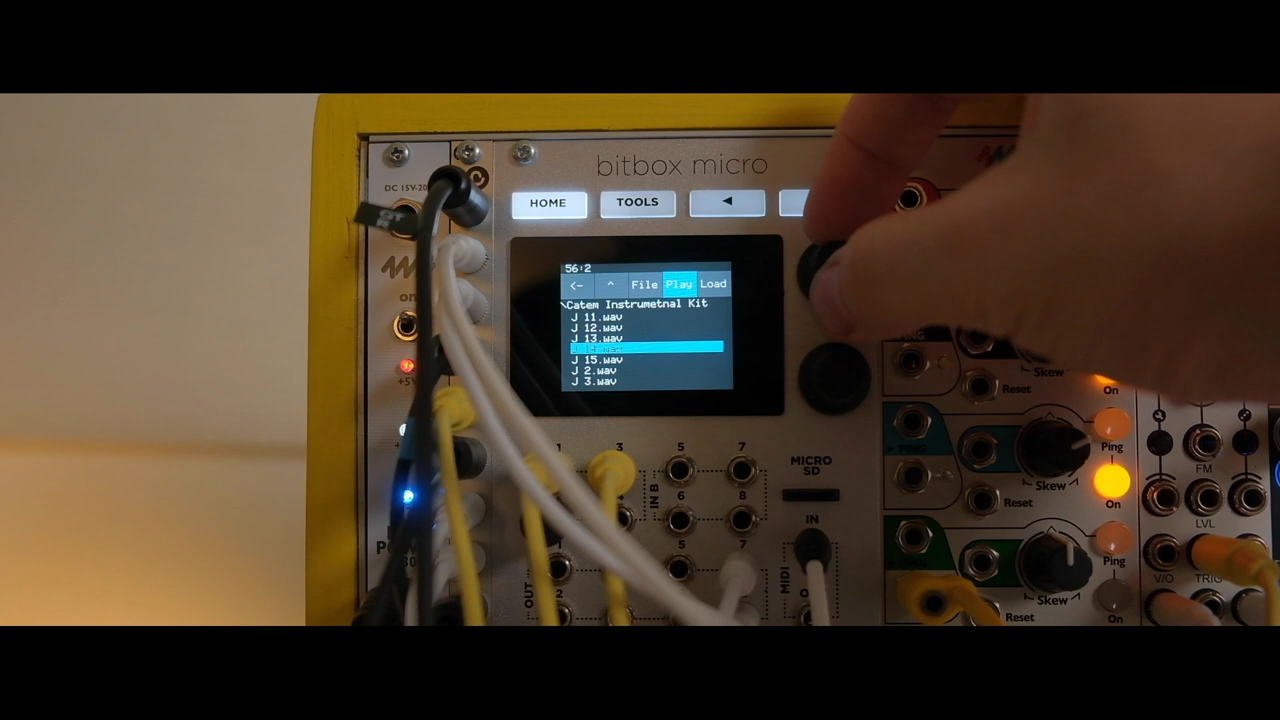 bitbox micro
DC 15V-20
HOME
TOOLS
on
+5V
56:2
<- ^ File Play Load
\Catem Instrumetnal Kit
J 11.wav
J 12.wav
J 13.wav
J 14.wav
J 15.wav
J 2.wav
J 3.wav
Skew
Reset
On
Ping
Skew
Reset
On
Ping
Skew
Reset
On
1 3 5 7
IN B
6 8
MICRO SD
IN
MIDI
5 7
OUT
2
FM
LVL
V/O
TRIG